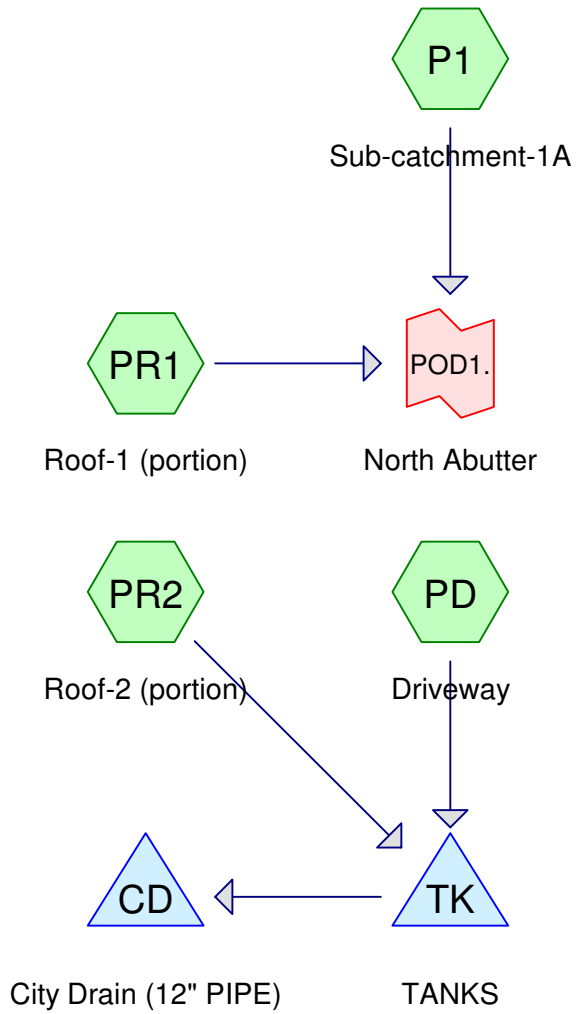 P1
Sub-catchment-1A
PR1
POD1.
Roof-1 (portion)
North Abutter
PR2
PD
Roof-2 (portion)
Driveway
CD
TK
City Drain (12" PIPE)
TANKS